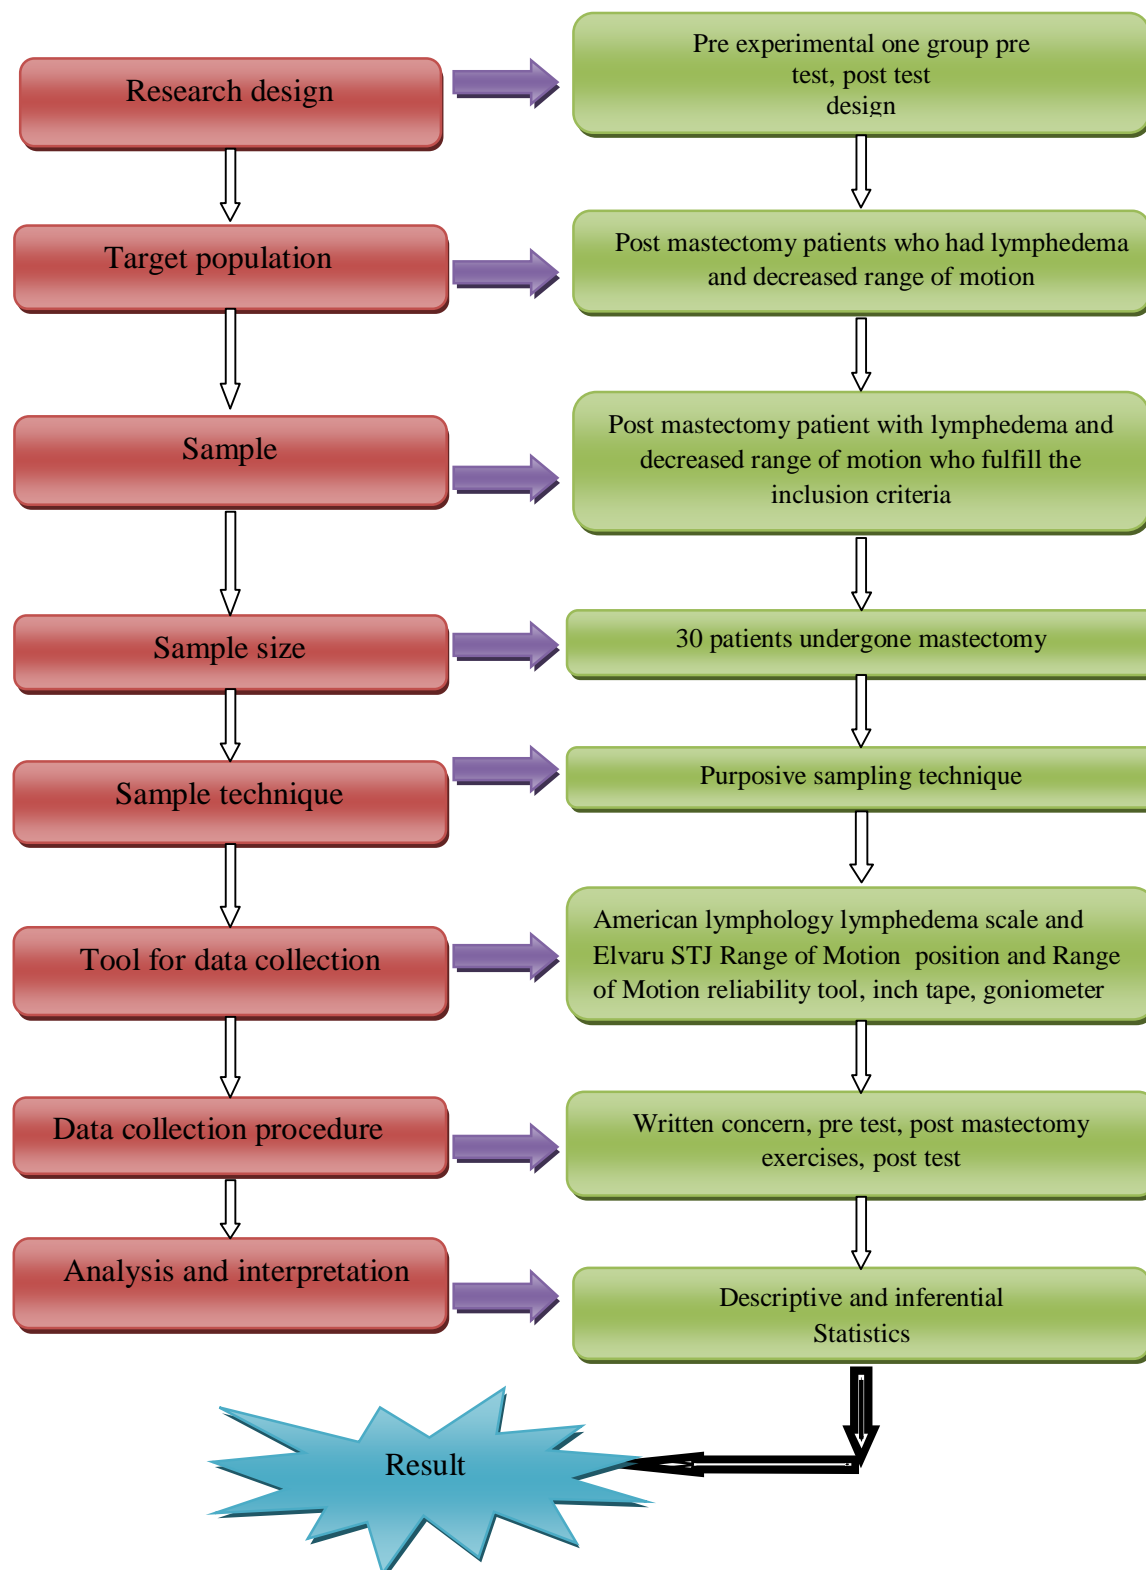 Research design
Pre experimental one group pre
test, post test
design
Target population
Post mastectomy patients who had lymphedema
and decreased range of motion
Sample
Post mastectomy patient with lymphedema and
decreased range of motion who fulfill the
inclusion criteria
Sample size
30 patients undergone mastectomy
Sample technique
Purposive sampling technique
Tool for data collection
American lymphology lymphedema scale and
Elvaru STJ Range of Motion position and Range
of Motion reliability tool, inch tape, goniometer
Data collection procedure
Written concern, pre test, post mastectomy
exercises, post test
Analysis and interpretation
Descriptive and inferential
Statistics
Result